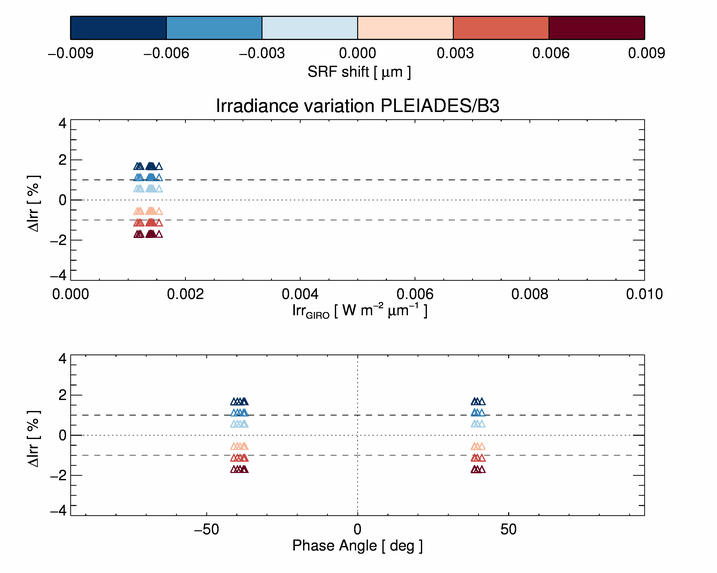 −0.009 −0.006 −0.003 0.000 0.003 0.006 0.009
SRF shift [ μm ]
Irradiance variation PLEIADES/B3
4
2
0
−2
−4
ΔIrr [ % ]
0.000 0.002 0.004 0.006 0.008 0.010
Irr_GIRO [ W m⁻² μm⁻¹ ]
4
2
0
−2
−4
ΔIrr [ % ]
−50 0 50
Phase Angle [ deg ]